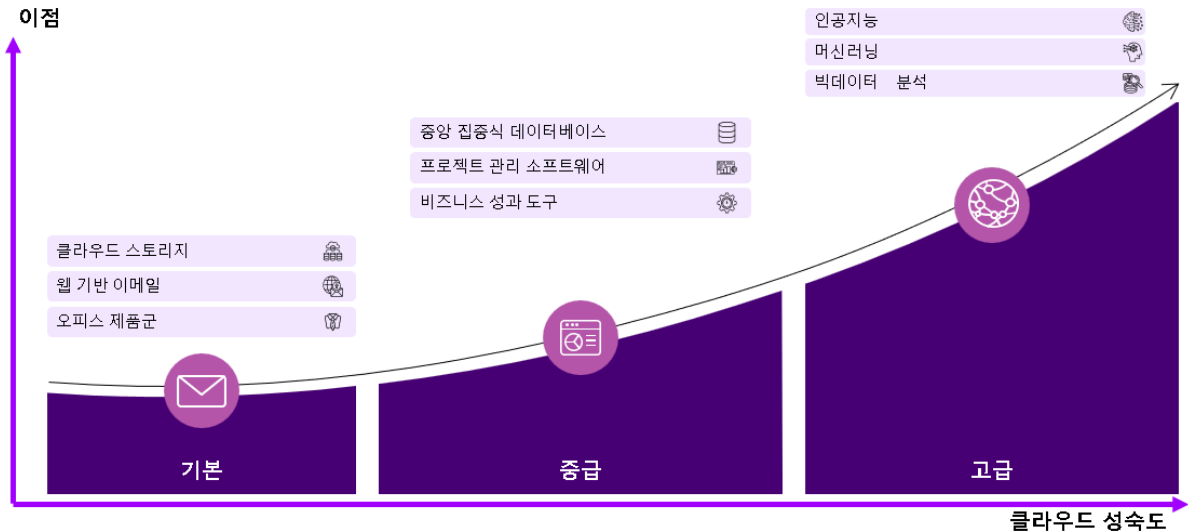 이점
인공지능
머신러닝
빅데이터 분석
중앙 집중식 데이터베이스
프로젝트 관리 소프트웨어
비즈니스 성과 도구
클라우드 스토리지
웹 기반 이메일
오피스 제품군
기본
중급
고급
클라우드 성숙도